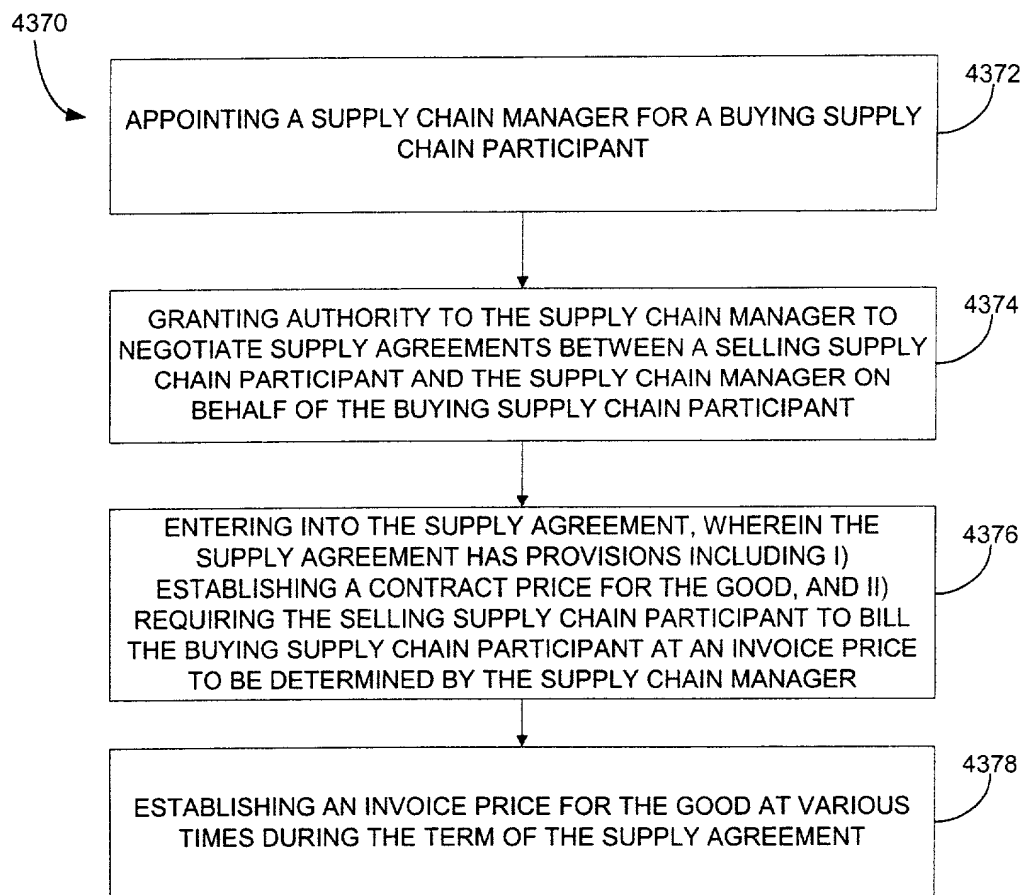 4370
4372
APPOINTING A SUPPLY CHAIN MANAGER FOR A BUYING SUPPLY
CHAIN PARTICIPANT
4374
GRANTING AUTHORITY TO THE SUPPLY CHAIN MANAGER TO
NEGOTIATE SUPPLY AGREEMENTS BETWEEN A SELLING SUPPLY
CHAIN PARTICIPANT AND THE SUPPLY CHAIN MANAGER ON
BEHALF OF THE BUYING SUPPLY CHAIN PARTICIPANT
4376
ENTERING INTO THE SUPPLY AGREEMENT, WHEREIN THE
SUPPLY AGREEMENT HAS PROVISIONS INCLUDING I)
ESTABLISHING A CONTRACT PRICE FOR THE GOOD, AND II)
REQUIRING THE SELLING SUPPLY CHAIN PARTICIPANT TO BILL
THE BUYING SUPPLY CHAIN PARTICIPANT AT AN INVOICE PRICE
TO BE DETERMINED BY THE SUPPLY CHAIN MANAGER
4378
ESTABLISHING AN INVOICE PRICE FOR THE GOOD AT VARIOUS
TIMES DURING THE TERM OF THE SUPPLY AGREEMENT